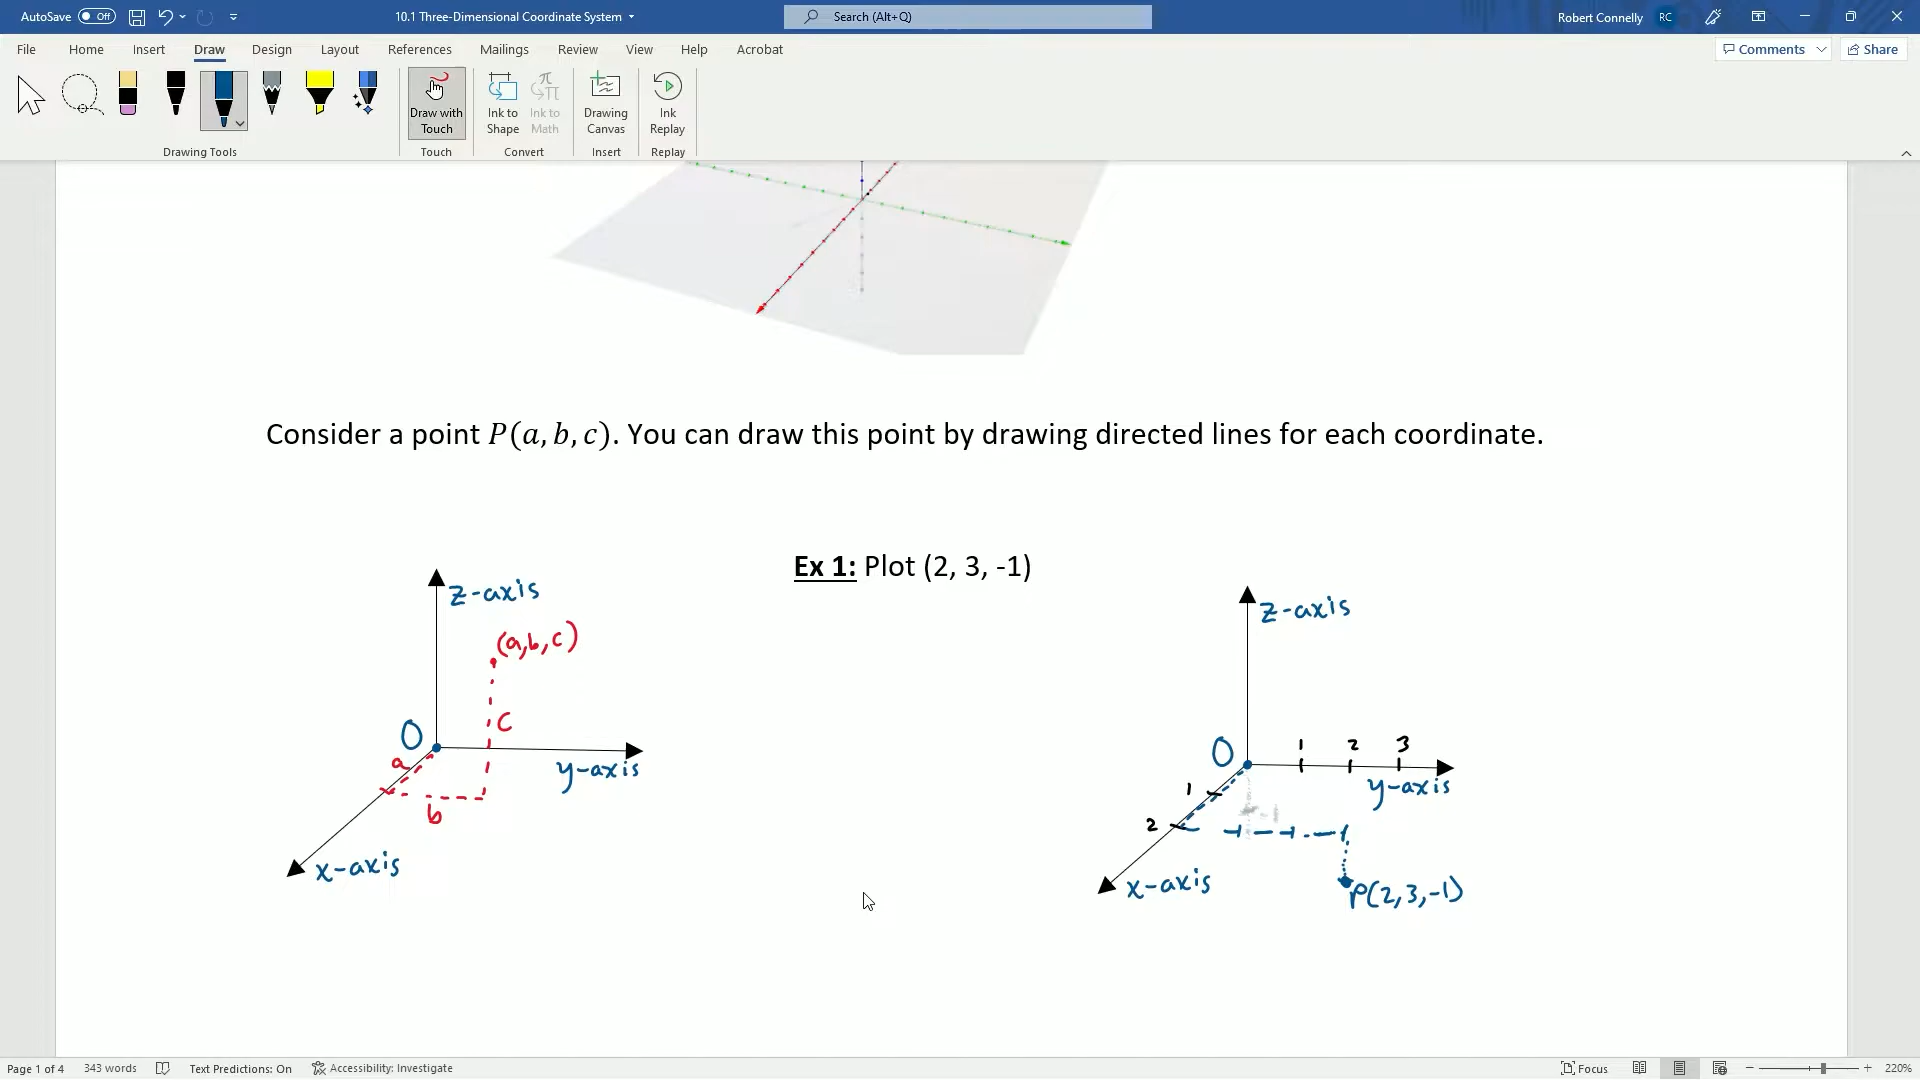 AutoSave Off 10.1 Three-Dimensional Coordinate System Search (Alt+Q) Robert Connelly RC
File Home Insert Draw Design Layout References Mailings Review View Help Acrobat Comments Share
Draw with Touch
Ink to Shape
Ink to Math
Drawing Canvas
Ink Replay
Drawing Tools Touch Convert Insert Replay
Consider a point P(a, b, c). You can draw this point by drawing directed lines for each coordinate.
Ex 1: Plot (2, 3, -1)
z-axis
(a,b,c)
c
O
a
y-axis
b
x-axis
z-axis
O
1 2 3
y-axis
1
2
x-axis
P(2,3,-1)
Page 1 of 4 343 words Text Predictions: On Accessibility: Investigate Focus 220%